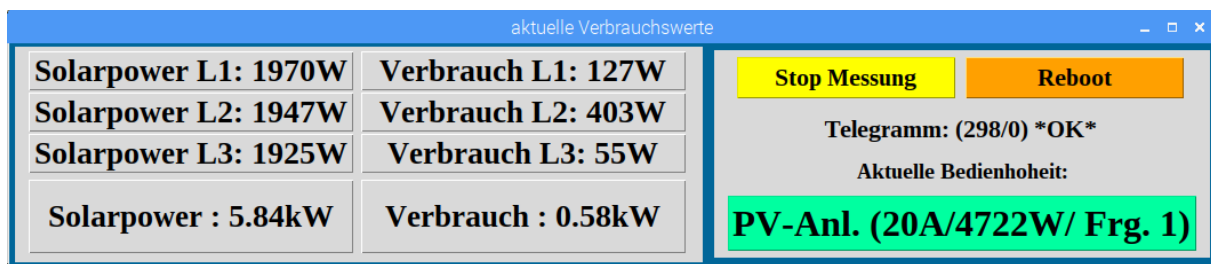 aktuelle Verbrauchswerte
Solarpower L1: 1970W
Verbrauch L1: 127W
Solarpower L2: 1947W
Verbrauch L2: 403W
Solarpower L3: 1925W
Verbrauch L3: 55W
Solarpower : 5.84kW
Verbrauch : 0.58kW
Stop Messung
Reboot
Telegramm: (298/0) *OK*
Aktuelle Bedienhoheit:
PV-Anl. (20A/4722W/ Frg. 1)